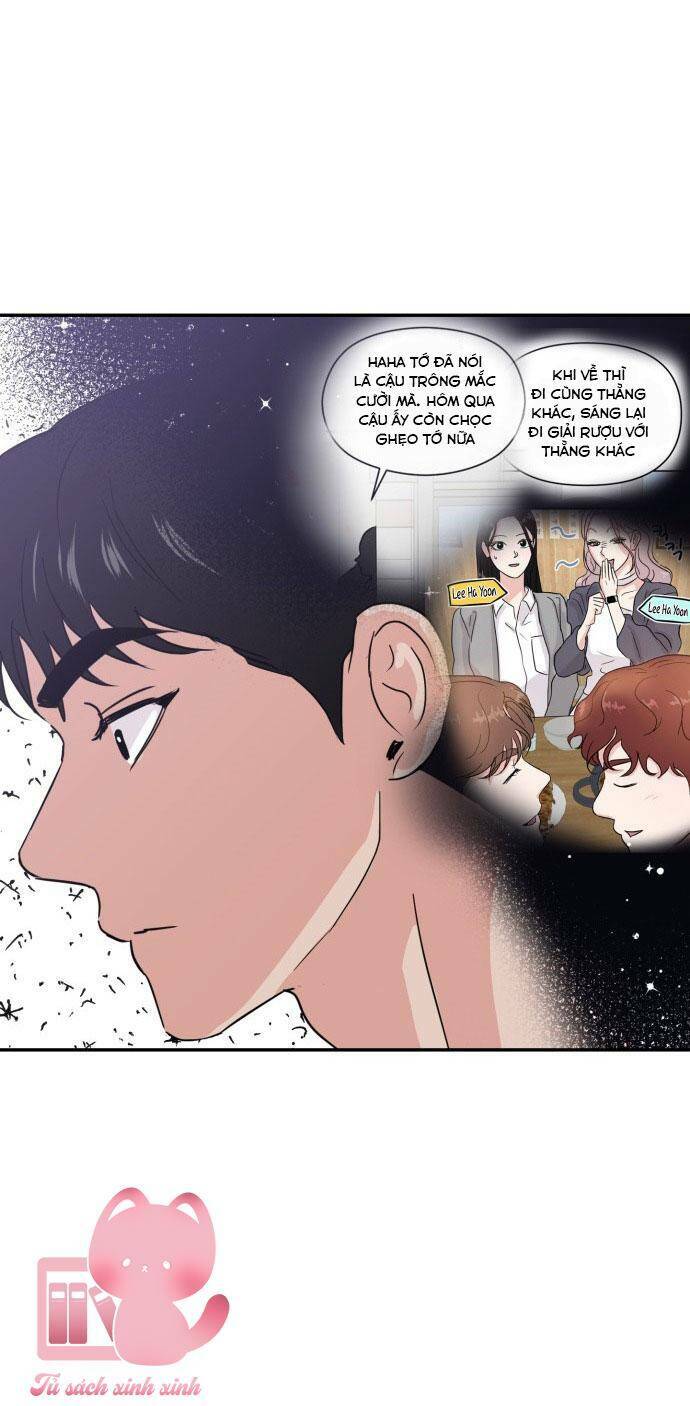 HAHA TỚ ĐÃ NÓI
LÀ CẬU TRÔNG MẮC
CƯỜI MÀ. HÔM QUA
CẬU ẤY CÒN CHỌC
GHẸO TỚ NỮA
KHI VỀ THÌ
ĐI CÙNG THẰNG
KHÁC, SÁNG LẠI
ĐI GIẢI RƯỢU VỚI
THẰNG KHÁC
Lee Ha Yoon
Lee Ha Yoon
Tủ sách xinh xinh